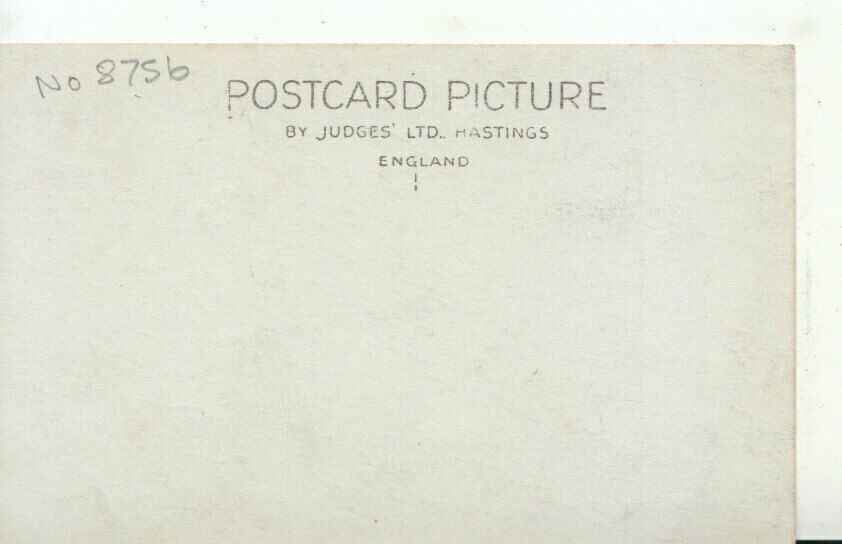 No 8756
POSTCARD PICTURE
BY JUDGES' LTD., HASTINGS
ENGLAND